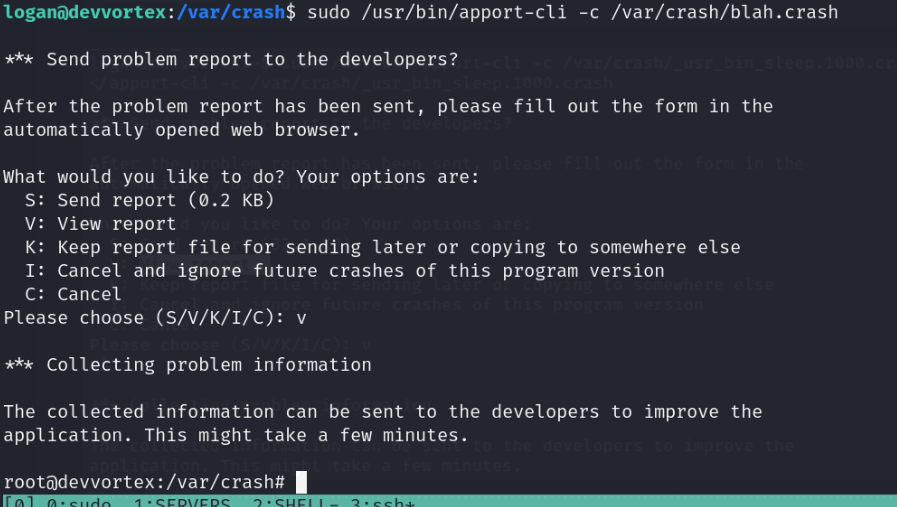 logan@devvortex:/var/crash$ sudo /usr/bin/apport-cli -c /var/crash/blah.crash
*** Send problem report to the developers?
After the problem report has been sent, please fill out the form in the
automatically opened web browser.
What would you like to do? Your options are:
S: Send report (0.2 KB)
V: View report
K: Keep report file for sending later or copying to somewhere else
I: Cancel and ignore future crashes of this program version
C: Cancel
Please choose (S/V/K/I/C): v
*** Collecting problem information
The collected information can be sent to the developers to improve the
application. This might take a few minutes.
root@devvortex:/var/crash#
[0] 0:sudo 1:SERVERS 2:SHELL- 3:ssh*